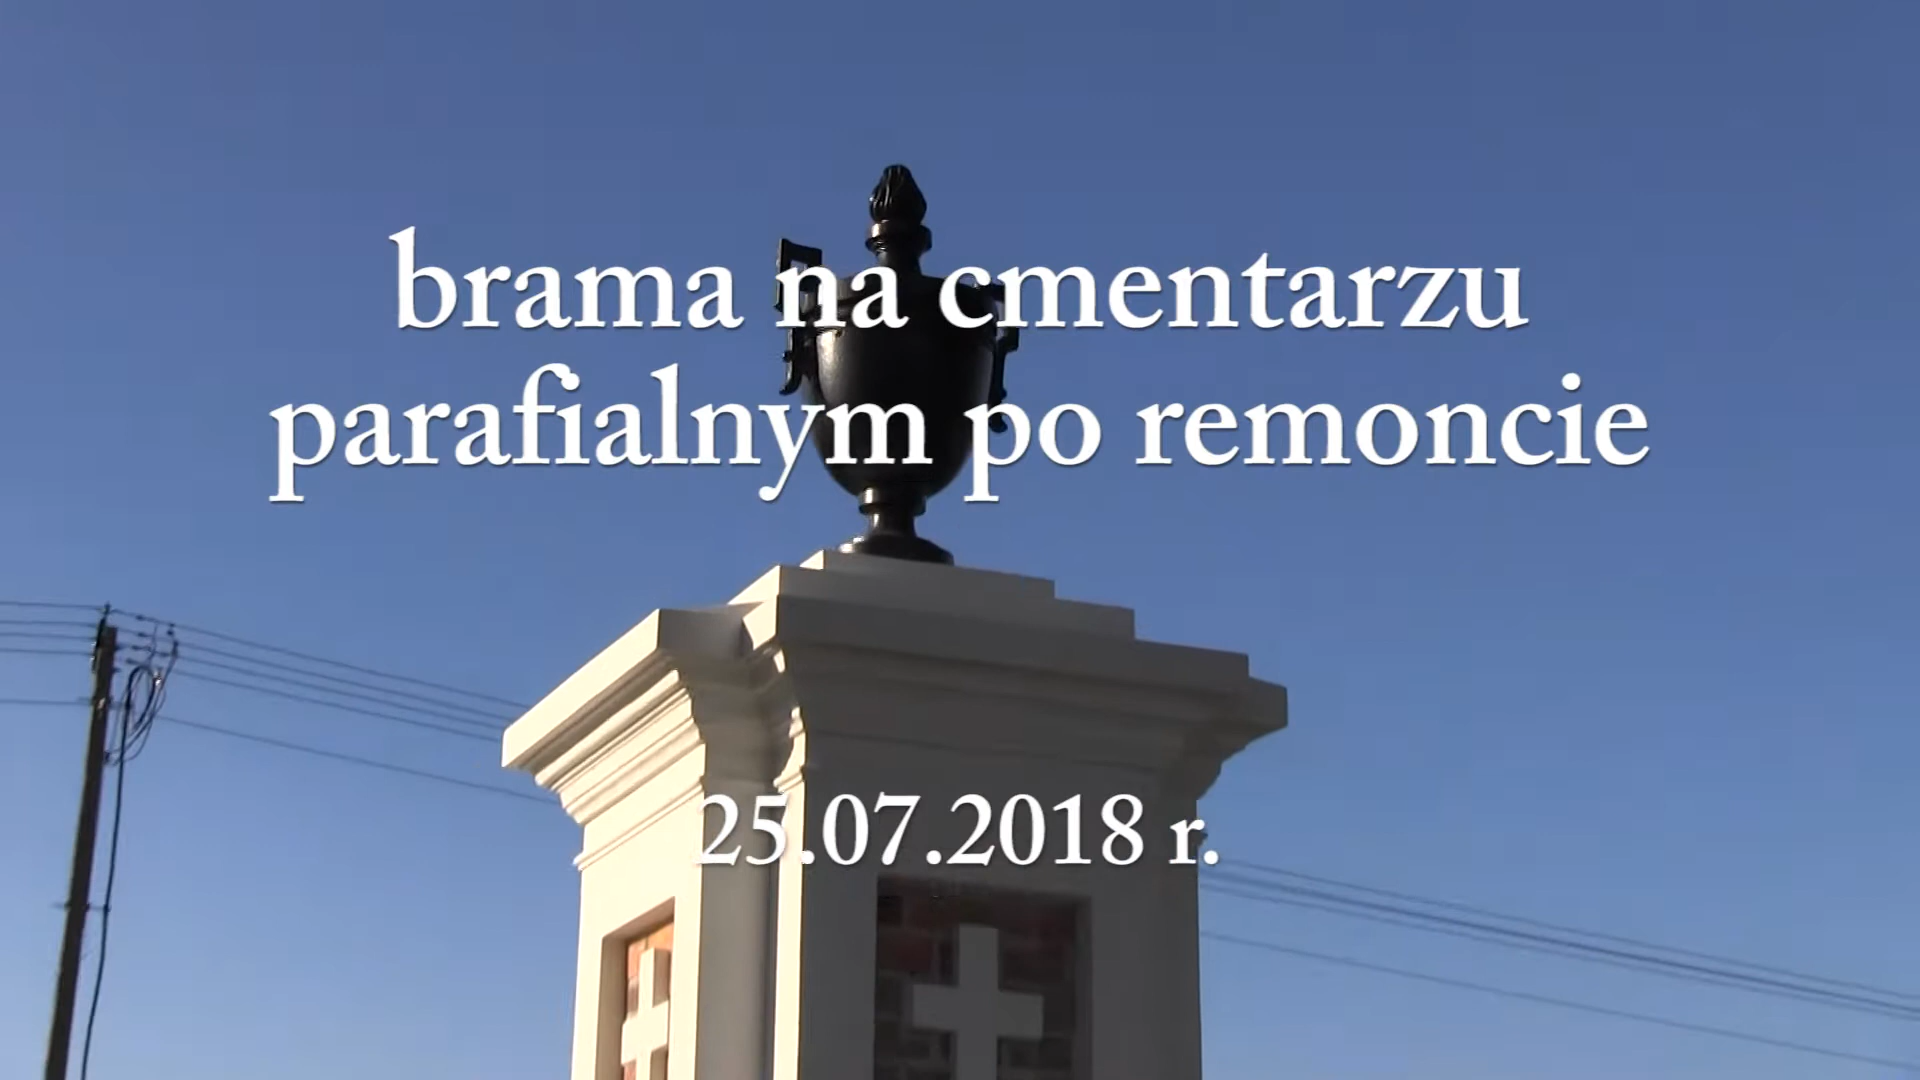 brama na cmentarzu
parafialnym po remoncie
25.07.2018 r.